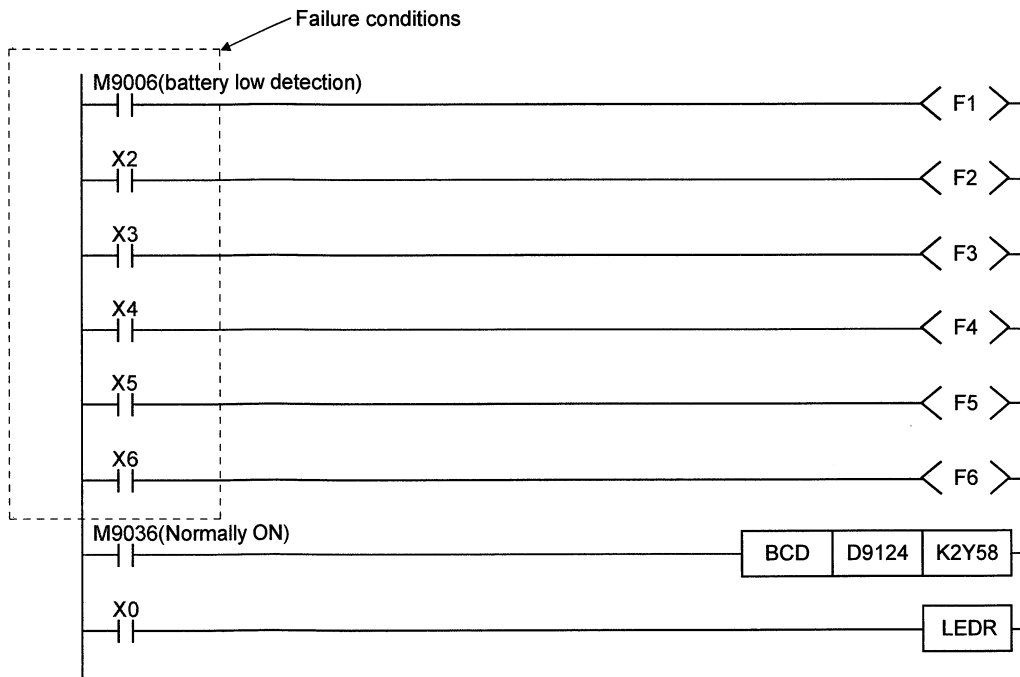 Failure conditions
M9006(battery low detection)
F1
X2
F2
X3
F3
X4
F4
X5
F5
X6
F6
M9036(Normally ON)
BCD D9124 K2Y58
X0
LEDR